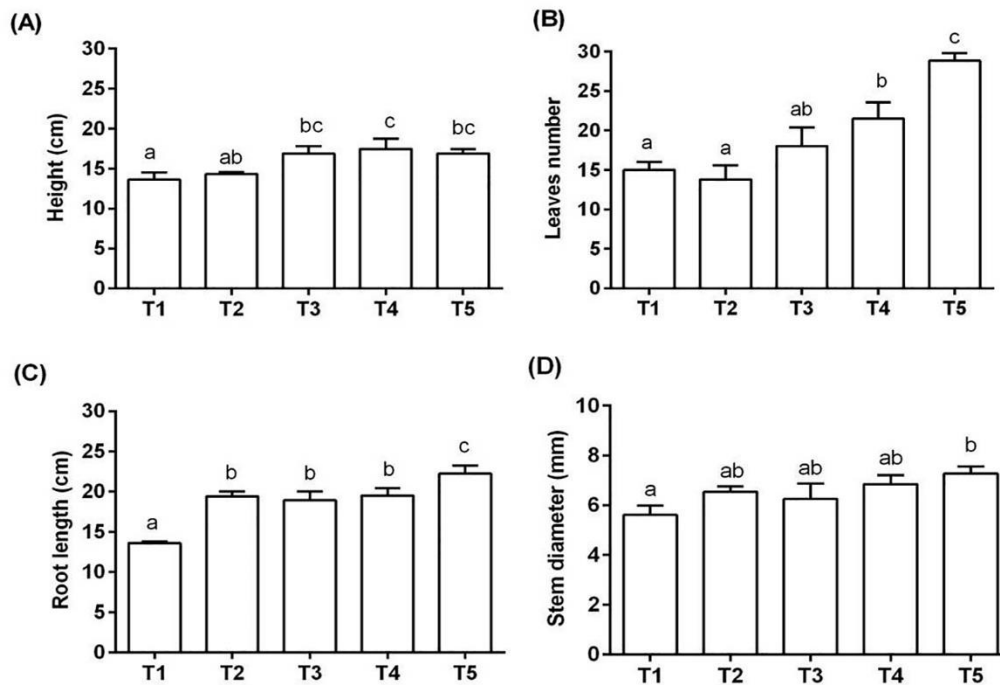 (A)
Height (cm)
30
25
20
15
10
5
0
a
ab
bc
c
bc
T1 T2 T3 T4 T5
(B)
Leaves number
30
25
20
15
10
5
0
a
a
ab
b
c
T1 T2 T3 T4 T5
(C)
Root length (cm)
30
25
20
15
10
5
0
a
b
b
b
c
T1 T2 T3 T4 T5
(D)
Stem diameter (mm)
10
8
6
4
2
0
a
ab
ab
ab
b
T1 T2 T3 T4 T5